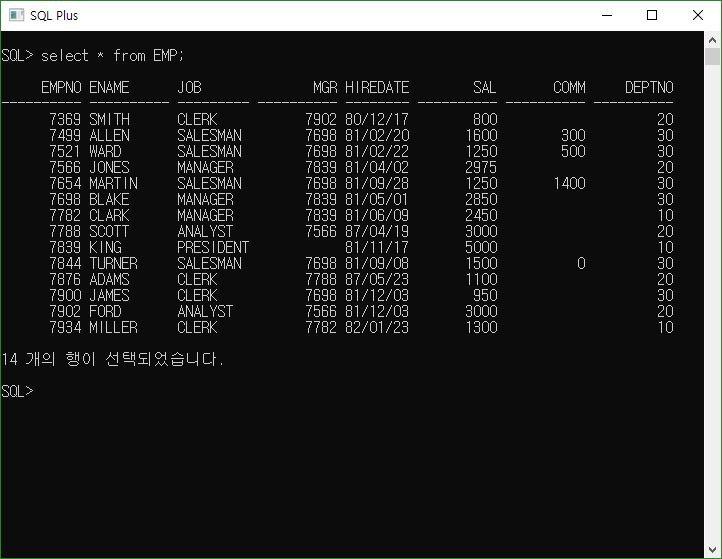 SQL Plus
SQL> select * from EMP;
EMPNO ENAME      JOB              MGR HIREDATE        SAL       COMM     DEPTNO
---------- ---------- --------- ---------- -------- ---------- ---------- ----------
7369 SMITH      CLERK           7902 80/12/17        800                    20
7499 ALLEN      SALESMAN        7698 81/02/20       1600        300         30
7521 WARD       SALESMAN        7698 81/02/22       1250        500         30
7566 JONES      MANAGER         7839 81/04/02       2975                    20
7654 MARTIN     SALESMAN        7698 81/09/28       1250       1400         30
7698 BLAKE      MANAGER         7839 81/05/01       2850                    30
7782 CLARK      MANAGER         7839 81/06/09       2450                    10
7788 SCOTT      ANALYST         7566 87/04/19       3000                    20
7839 KING       PRESIDENT            81/11/17       5000                    10
7844 TURNER     SALESMAN        7698 81/09/08       1500          0         30
7876 ADAMS      CLERK           7788 87/05/23       1100                    20
7900 JAMES      CLERK           7698 81/12/03        950                    30
7902 FORD       ANALYST         7566 81/12/03       3000                    20
7934 MILLER     CLERK           7782 82/01/23       1300                    10
14 개의 행이 선택되었습니다.
SQL>